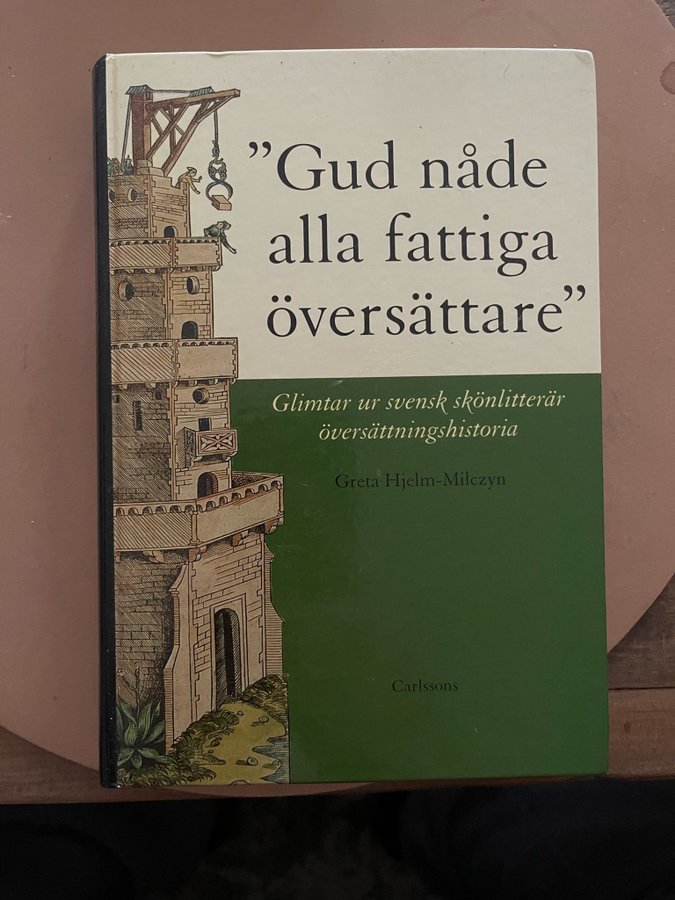 ”Gud nåde
alla fattiga
översättare”
Glimtar ur svensk skönlitterär
översättningshistoria
Greta Hjelm-Milczyn
Carlssons